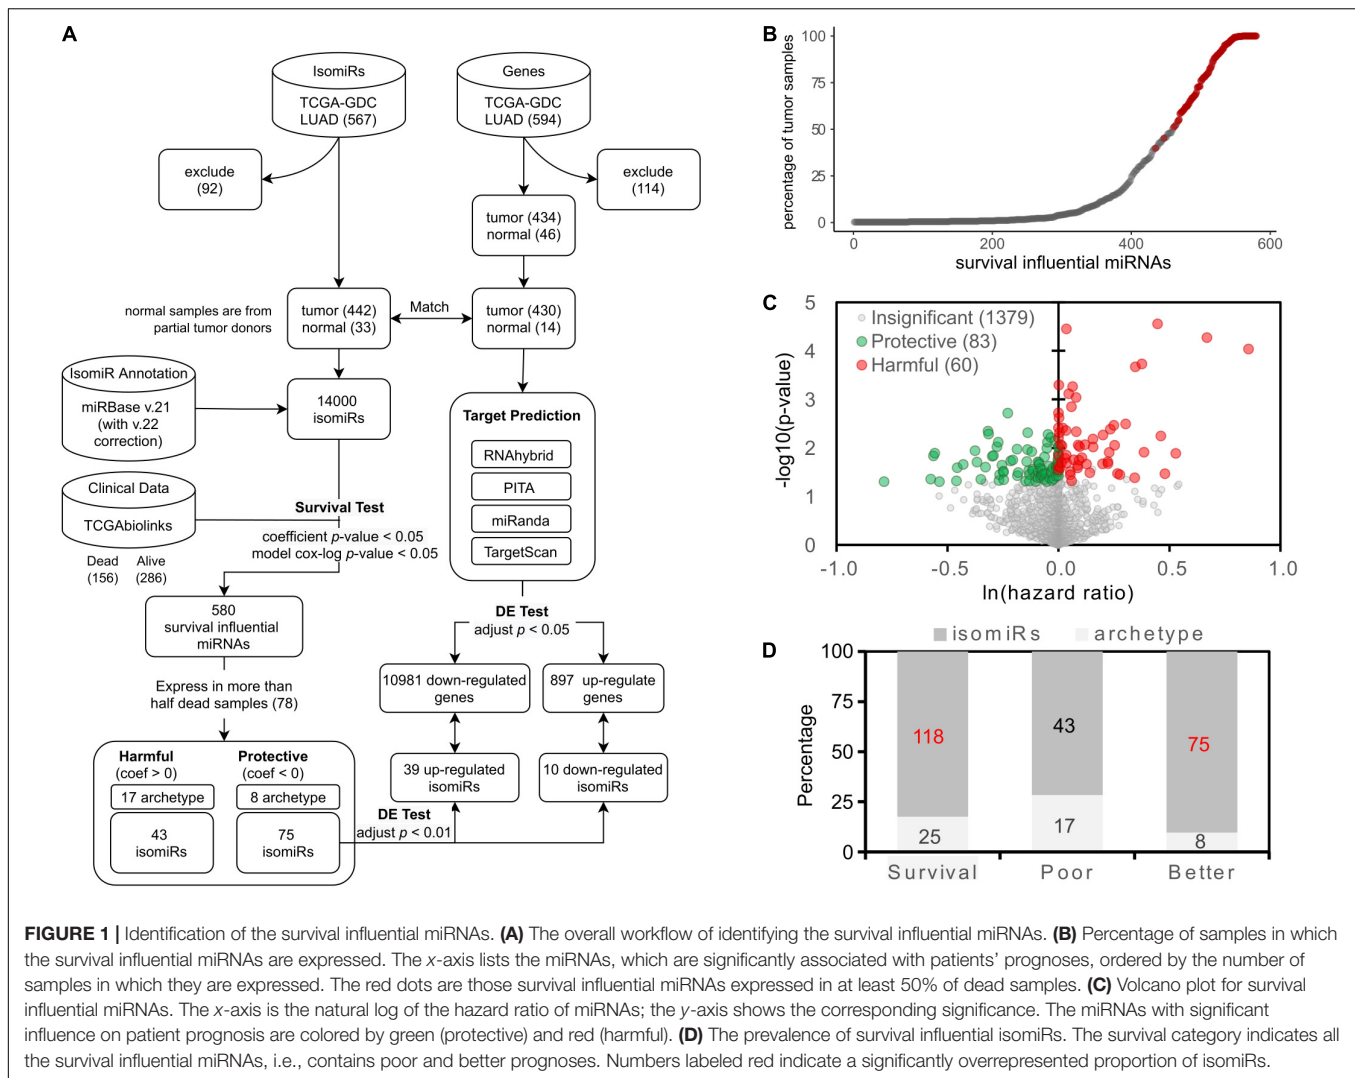 A
IsomiRs
TCGA-GDC
LUAD (567)
Genes
TCGA-GDC
LUAD (594)
exclude
(92)
exclude
(114)
tumor (434)
normal (46)
normal samples are from
partial tumor donors
tumor (442)
normal (33)
Match
tumor (430)
normal (14)
IsomiR Annotation
miRBase v.21
(with v.22
correction)
14000
isomiRs
Target Prediction
RNAhybrid
PITA
miRanda
TargetScan
Clinical Data
TCGAbiolinks
Dead
(156)
Alive
(286)
Survival Test
coefficient p-value < 0.05
model cox-log p-value < 0.05
580
survival influential
miRNAs
DE Test
adjust p < 0.05
Express in more than
half dead samples (78)
10981 down-regulated
genes
897 up-regulate
genes
Harmful
(coef > 0)
17 archetype
43
isomiRs
Protective
(coef < 0)
8 archetype
75
isomiRs
39 up-regulated
isomiRs
10 down-regulated
isomiRs
DE Test
adjust p < 0.01
B
percentage of tumor samples
100
75
50
25
0
0 200 400 600
survival influential miRNAs
C
-log10(p-value)
5
4
3
2
1
0
Insignificant (1379)
Protective (83)
Harmful (60)
-1.0 -0.5 0.0 0.5 1.0
ln(hazard ratio)
D
isomiRs archetype
Percentage
100
75
50
25
0
118
25
43
17
75
8
Survival Poor Better
FIGURE 1 | Identification of the survival influential miRNAs. (A) The overall workflow of identifying the survival influential miRNAs. (B) Percentage of samples in which
the survival influential miRNAs are expressed. The x-axis lists the miRNAs, which are significantly associated with patients' prognoses, ordered by the number of
samples in which they are expressed. The red dots are those survival influential miRNAs expressed in at least 50% of dead samples. (C) Volcano plot for survival
influential miRNAs. The x-axis is the natural log of the hazard ratio of miRNAs; the y-axis shows the corresponding significance. The miRNAs with significant
influence on patient prognosis are colored by green (protective) and red (harmful). (D) The prevalence of survival influential isomiRs. The survival category indicates all
the survival influential miRNAs, i.e., contains poor and better prognoses. Numbers labeled red indicate a significantly overrepresented proportion of isomiRs.